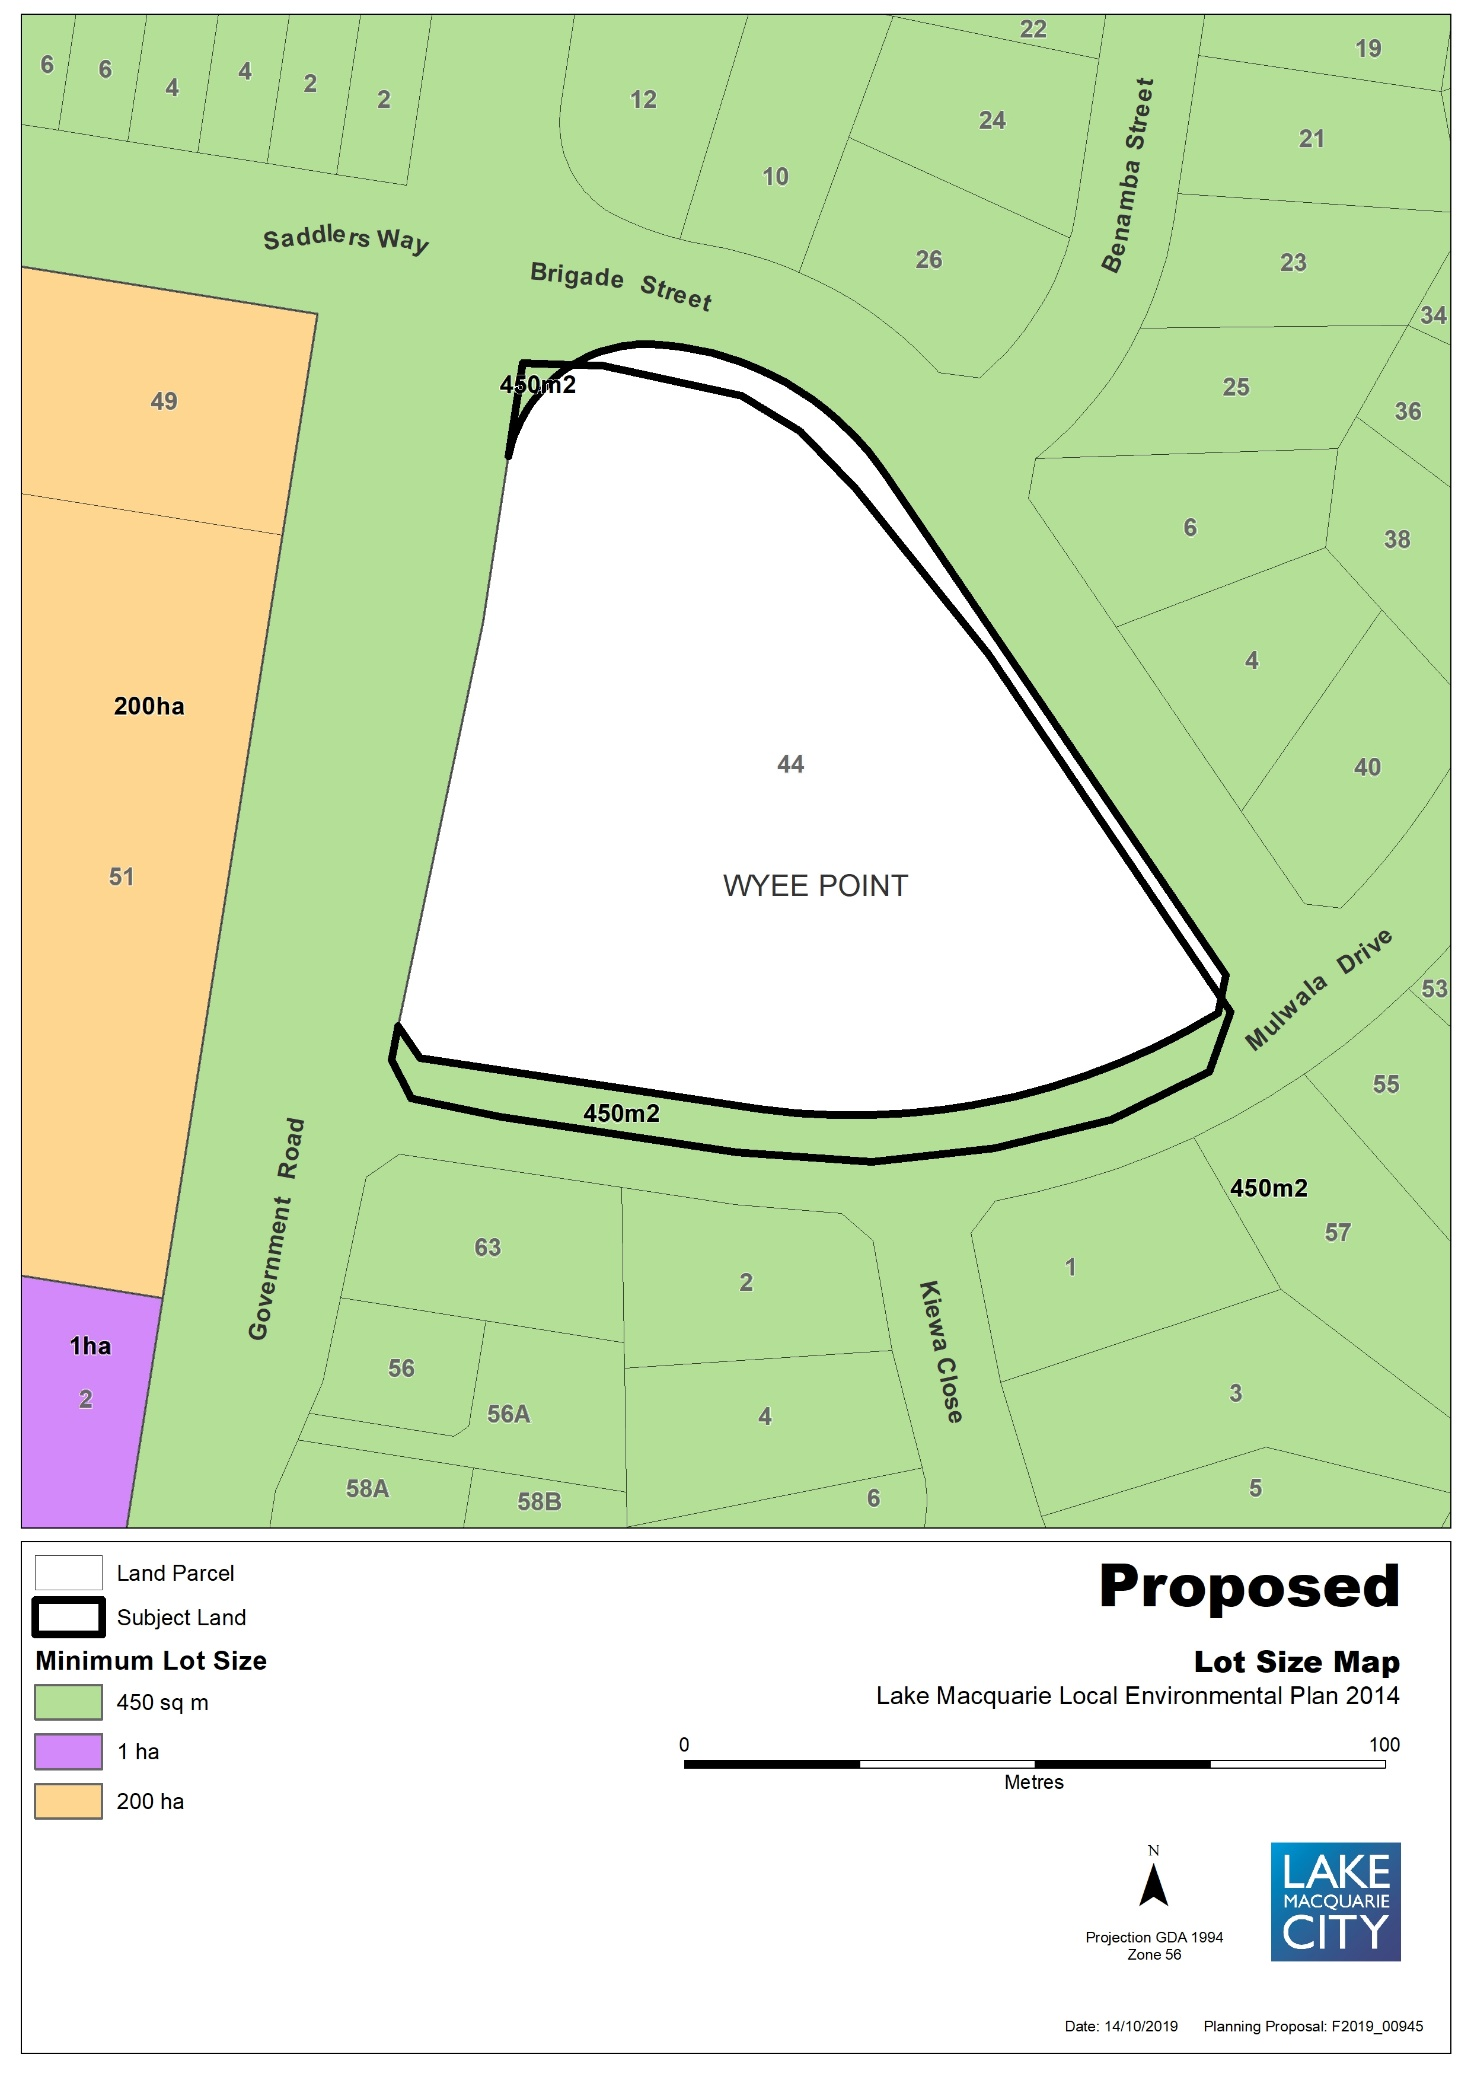 22
19
6
6
4
4
2
2
12
24
21
10
Benamba Street
Saddlers Way
26
23
Brigade Street
34
450m2
25
49
36
6
38
4
200ha
44
40
51
WYEE POINT
Mulwala Drive
53
55
450m2
450m2
57
Government Road
63
2
1
Kiewa Close
1ha
2
56
56A
4
3
58A
58B
6
5
Land Parcel
Subject Land
Minimum Lot Size
450 sq m
1 ha
200 ha
Proposed
Lot Size Map
Lake Macquarie Local Environmental Plan 2014
0
100
Metres
N
Projection GDA 1994
Zone 56
LAKE
MACQUARIE
CITY
Date: 14/10/2019 Planning Proposal: F2019_00945